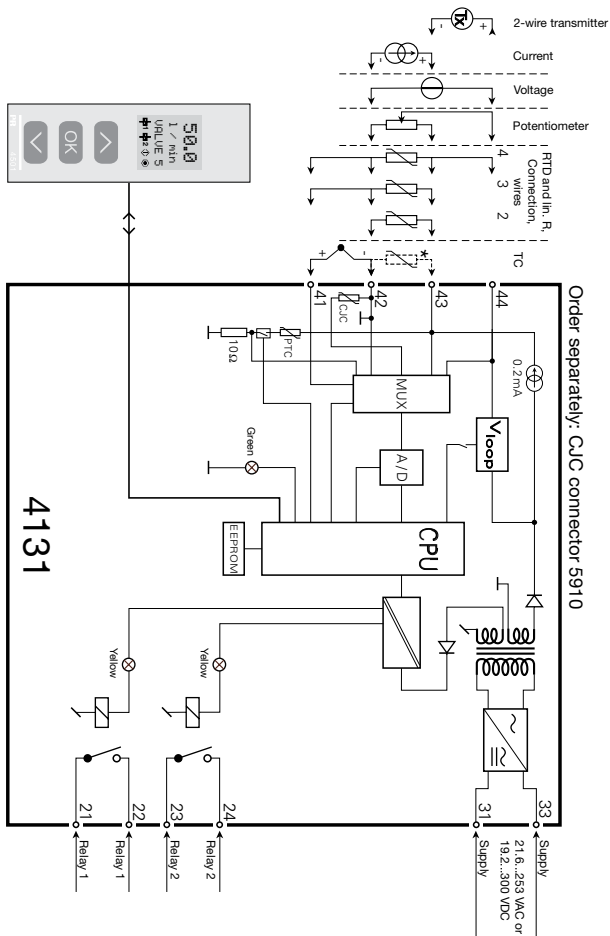 2-wire transmitter
Tx
-
+
Current
-
+
Voltage
Potentiometer
RTD and lin. R,
Connection,
wires
4
3
2
TC
+
-
*
Order separately: CJC connector 5910
41
42
43
44
CJC
PTC
10 Ω
0.2 mA
MUX
Vloop
Green
A/D
CPU
EEPROM
4131
Yellow
Yellow
21
22
23
24
31
33
Relay 1
Relay 1
Relay 2
Relay 2
Supply
Supply
21.6...253 VAC or
19.2...300 VDC
50.0
l / min
VALVE 5
OK